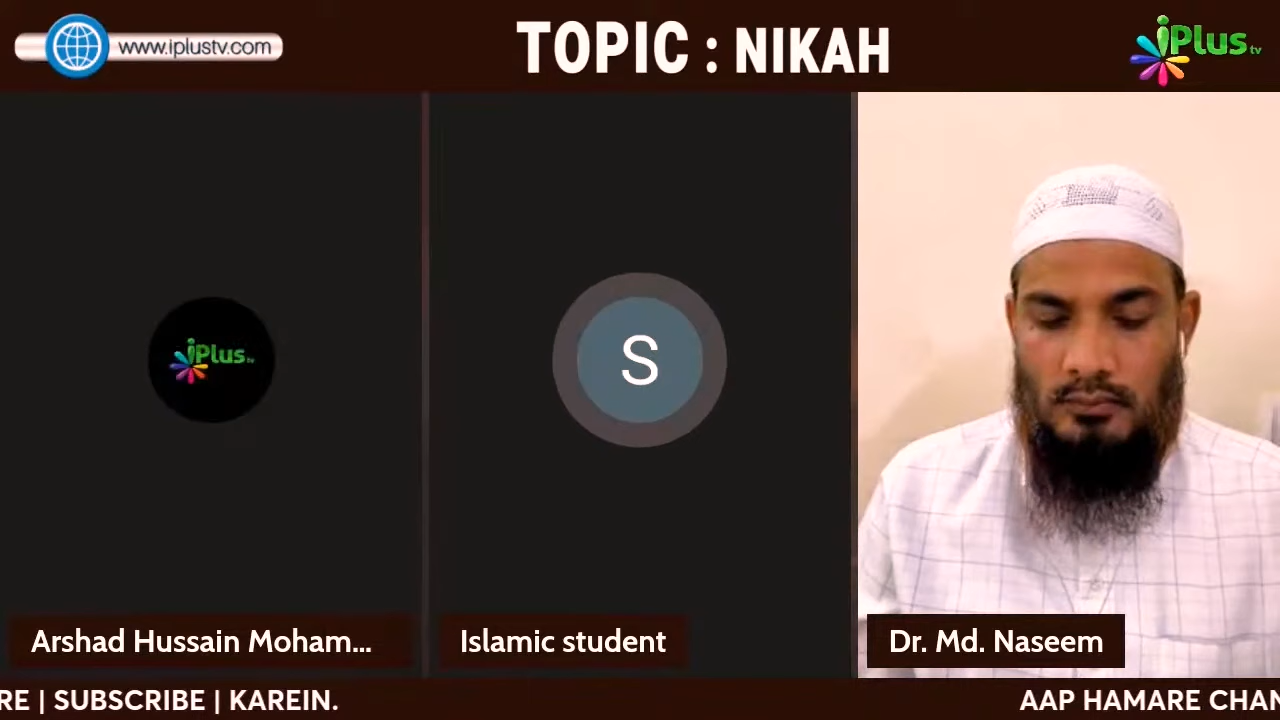 www.iplustv.com
TOPIC : NIKAH
iPlus tv
iPlus tv
S
Arshad Hussain Moham...
Islamic student
Dr. Md. Naseem
RE | SUBSCRIBE | KAREIN.
AAP HAMARE CHAN